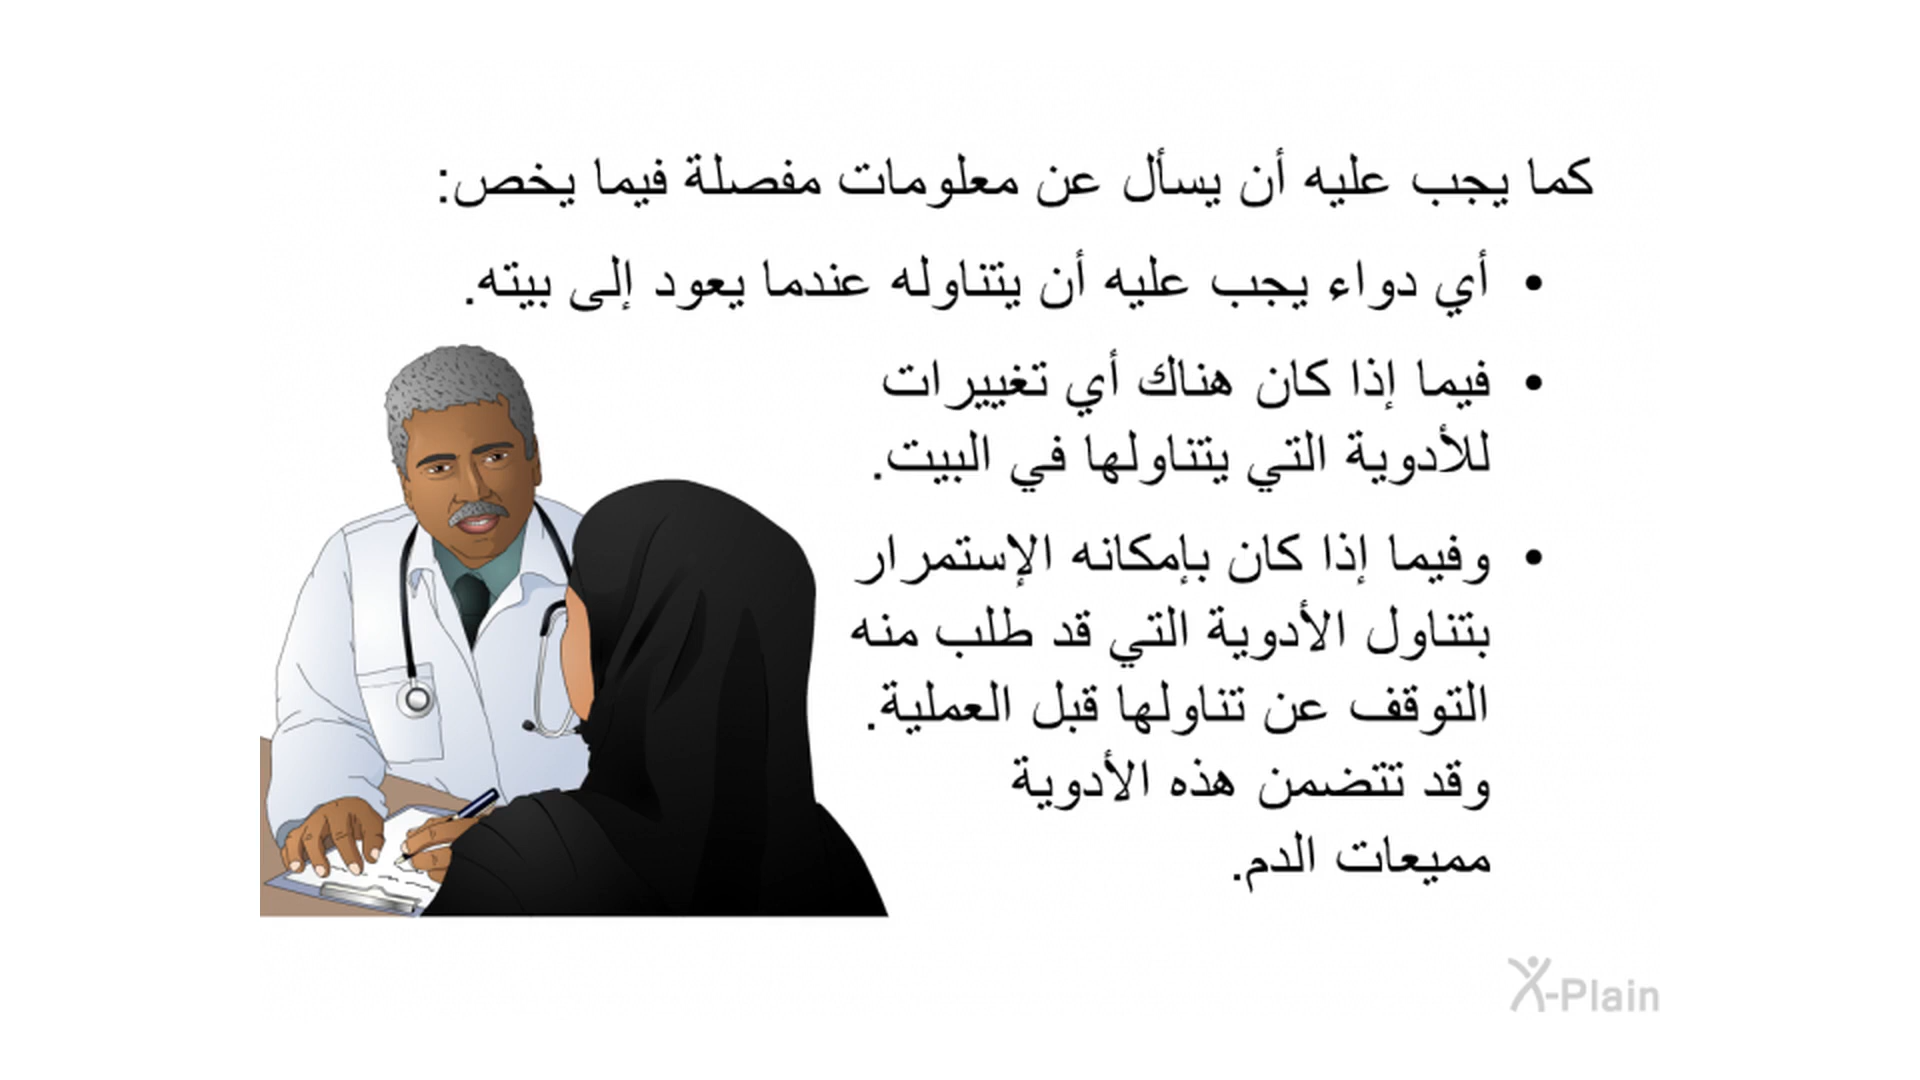 كما يجب عليه أن يسأل عن معلومات مفصلة فيما يخص:
• أي دواء يجب عليه أن يتناوله عندما يعود إلى بيته.
• فيما إذا كان هناك أي تغييرات
للأدوية التي يتناولها في البيت.
• وفيما إذا كان بإمكانه الإستمرار
بتناول الأدوية التي قد طلب منه
التوقف عن تناولها قبل العملية.
وقد تتضمن هذه الأدوية
مميعات الدم.
X-Plain